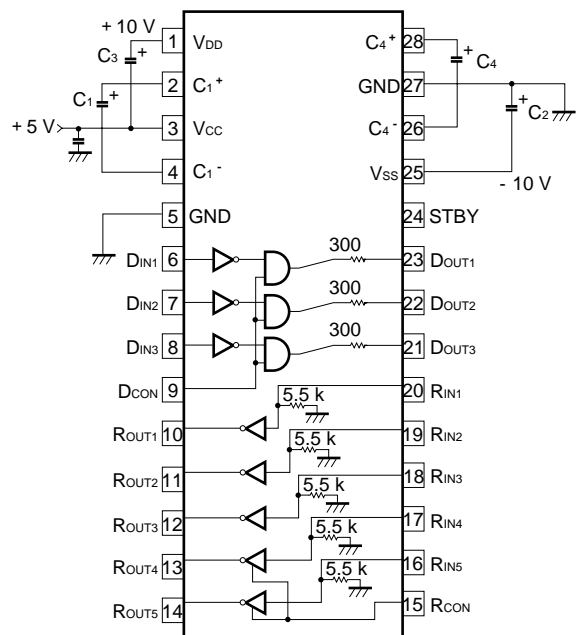 + 10 V
1 VDD
C4+ 28
C3 +
+ C4
2 C1+
GND 27
C1 +
+ C2
+ 5 V
3 VCC
C4- 26
4 C1-
VSS 25
- 10 V
5 GND
24 STBY
300
DIN1 6
23 DOUT1
300
DIN2 7
22 DOUT2
300
DIN3 8
21 DOUT3
DCON 9
5.5 k
20 RIN1
ROUT1 10
5.5 k
19 RIN2
ROUT2 11
5.5 k
18 RIN3
ROUT3 12
5.5 k
17 RIN4
ROUT4 13
5.5 k
16 RIN5
ROUT5 14
15 RCON